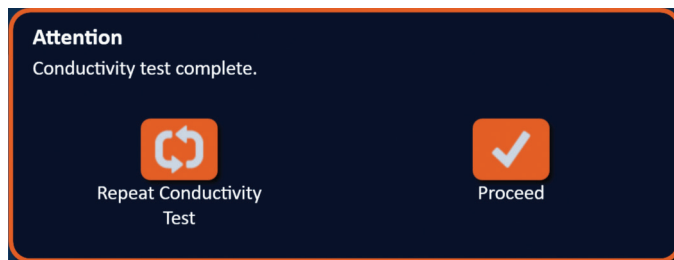 Attention
Conductivity test complete.
Repeat Conductivity
Test
Proceed